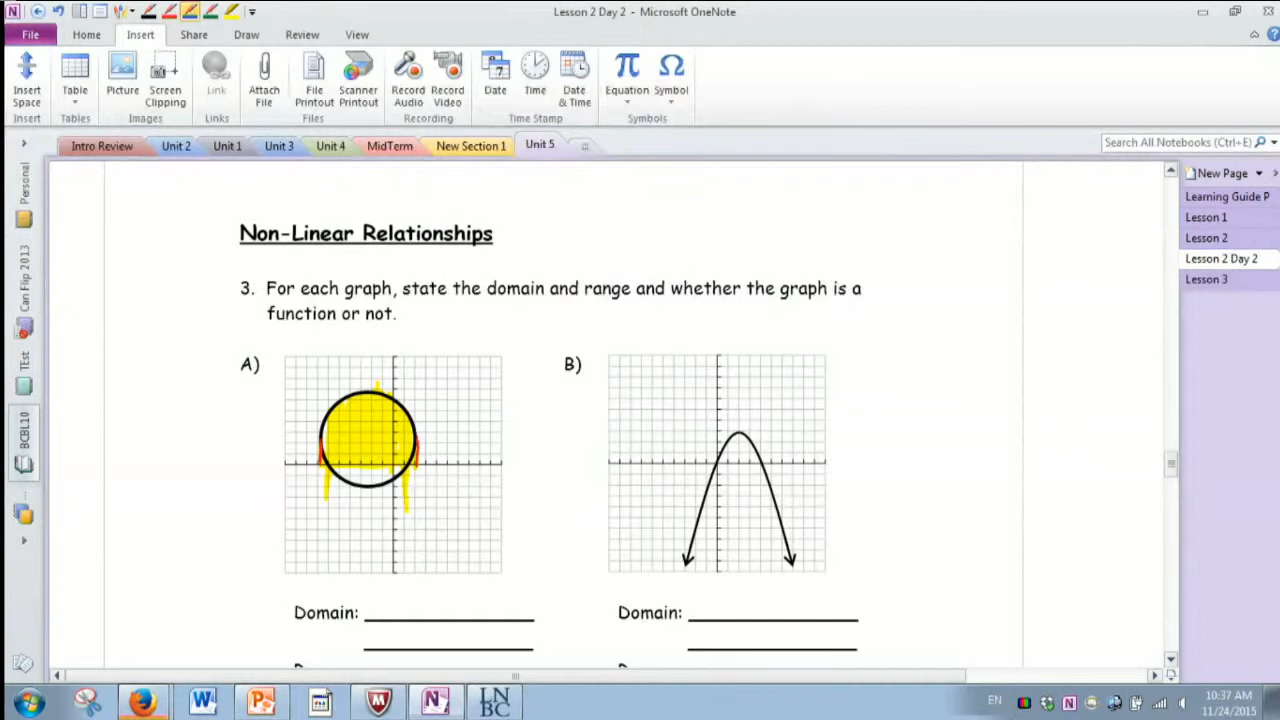 Lesson 2 Day 2 - Microsoft OneNote
File Home Insert Share Draw Review View
Insert Space
Table
Picture
Screen Clipping
Link
Attach File
File Printout
Scanner Printout
Record Audio
Record Video
Date
Time
Date & Time
π Equation
Ω Symbol
Insert Tables Images Links Files Recording Time Stamp Symbols
Intro Review Unit 2 Unit 1 Unit 3 Unit 4 MidTerm New Section 1 Unit 5
Search All Notebooks (Ctrl+E)
New Page
Learning Guide P
Lesson 1
Lesson 2
Lesson 2 Day 2
Lesson 3
Personal
Can Flip 2013
TEst
BCBL10
Non-Linear Relationships
3. For each graph, state the domain and range and whether the graph is a
function or not.
A) B)
Domain: Domain:
LNBC
EN
10:37 AM
11/24/2015